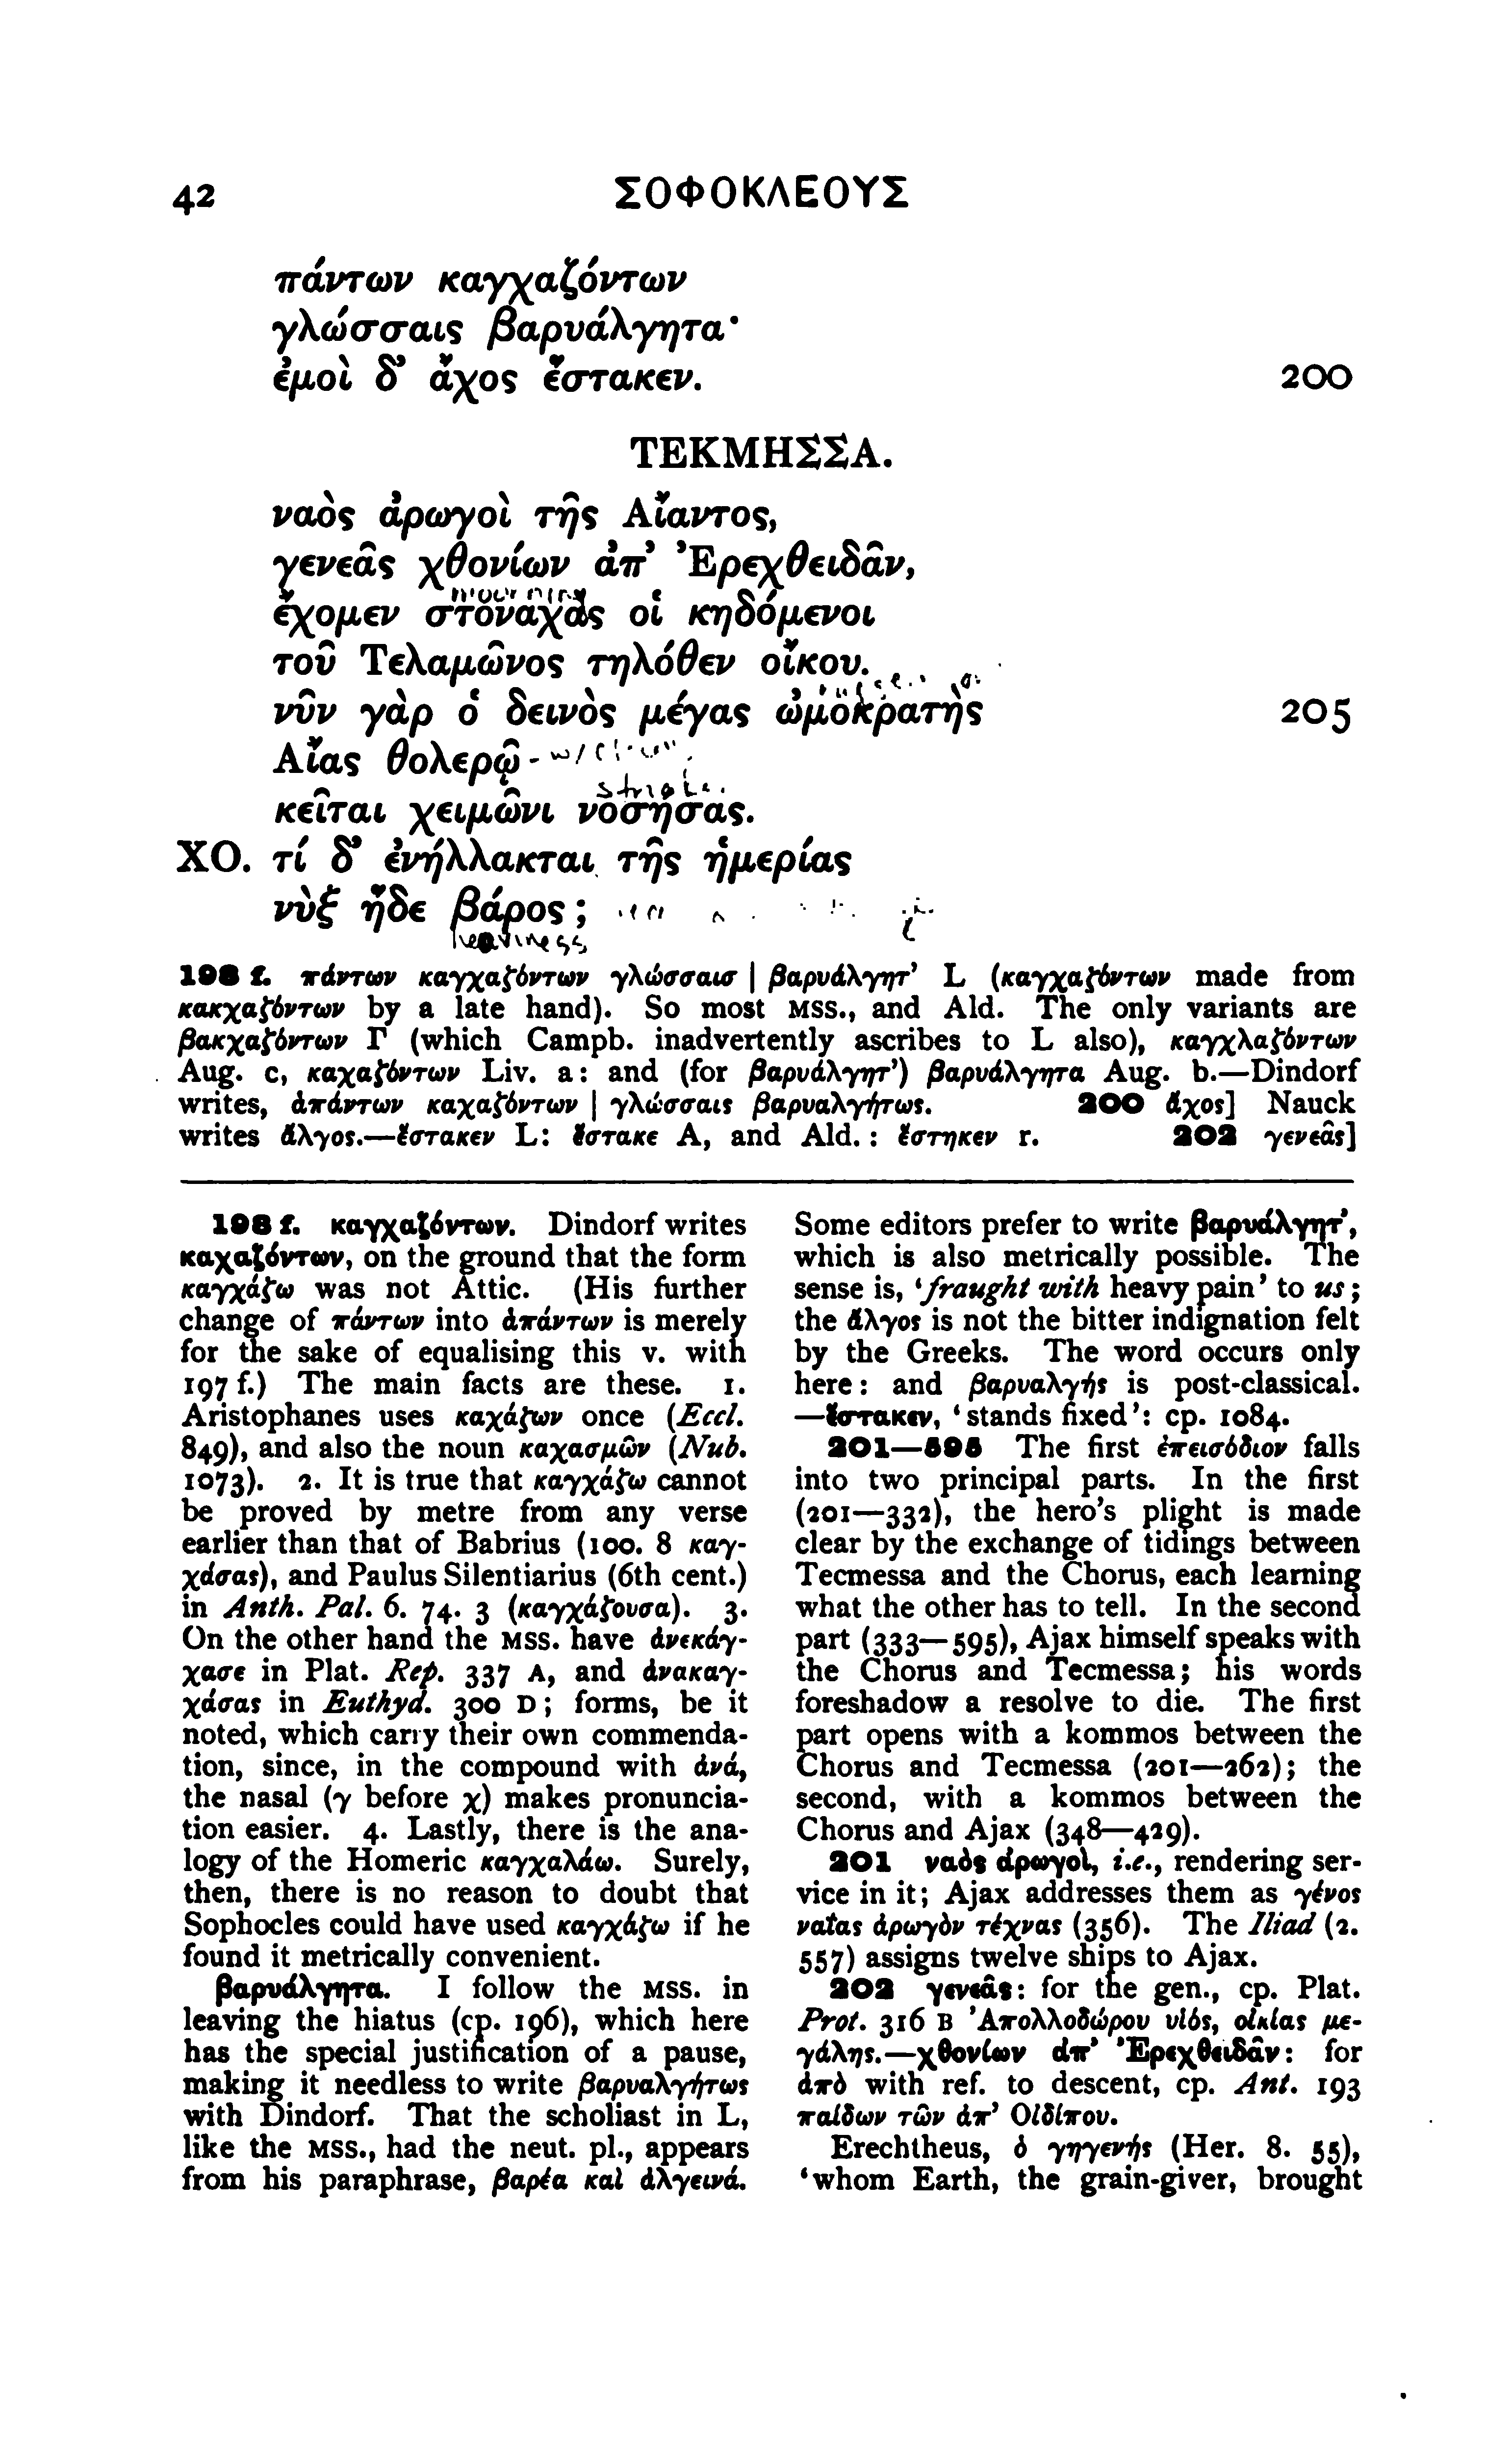 42
ΣΟΦΟΚΛΕΟΥΣ
πάντων καγχαζόντων
γλώσσαις βαρυάλγητα·
ἐμοὶ δ' ἄχος ἕστακεν.
200
ΤΕΚΜΗΣΣΑ.
ναὸς ἀρωγοὶ τῆς Αἴαντος,
γενεᾶς χθονίων ἀπ' Ἐρεχθειδᾶν,
ἔχομεν στοναχὰς οἱ κηδόμενοι
τοῦ Τελαμῶνος τηλόθεν οἴκου.
νῦν γὰρ ὁ δεινὸς μέγας ὠμοκρατὴς
205
Αἴας θολερῷ
κεῖται χειμῶνι νοσήσας.
ΧΟ. τί δ' ἐνήλλακται τῆς ἡμερίας
νὺξ ἥδε βάρος;
heaviness
198 f. πάντων καγχαζόντων γλώσσαισ | βαρυάλγητ' L (καγχαζόντων made from
κακχαζόντων by a late hand). So most MSS., and Ald. The only variants are
βακχαζόντων Γ (which Campb. inadvertently ascribes to L also), καγχλαζόντων
Aug. c, καχαζόντων Liv. a: and (for βαρυάλγητ') βαρυάλγητα Aug. b.—Dindorf
writes, ἁπάντων καχαζόντων | γλώσσαις βαρυαλγήτως. 200 ἄχος] Nauck
writes ἄλγος.—ἕστακεν L: ἕστακε A, and Ald.: ἕστηκεν r. 202 γενεᾶς]
198 f. καγχαζόντων. Dindorf writes
καχαζόντων, on the ground that the form
καγχάζω was not Attic. (His further
change of πάντων into ἁπάντων is merely
for the sake of equalising this v. with
197 f.) The main facts are these. 1.
Aristophanes uses καχάζων once (Eccl.
849), and also the noun καχασμῶν (Nub.
1073). 2. It is true that καγχάζω cannot
be proved by metre from any verse
earlier than that of Babrius (100. 8 καγ-
χάσας), and Paulus Silentiarius (6th cent.)
in Anth. Pal. 6. 74. 3 (καγχάζουσα). 3.
On the other hand the MSS. have ἀνεκάγ-
χασε in Plat. Rep. 337 A, and ἀνακαγ-
χάσας in Euthyd. 300 D; forms, be it
noted, which carry their own commenda-
tion, since, in the compound with ἀνά,
the nasal (γ before χ) makes pronuncia-
tion easier. 4. Lastly, there is the ana-
logy of the Homeric καγχαλάω. Surely,
then, there is no reason to doubt that
Sophocles could have used καγχάζω if he
found it metrically convenient.
βαρυάλγητα. I follow the MSS. in
leaving the hiatus (cp. 196), which here
has the special justification of a pause,
making it needless to write βαρυαλγήτως
with Dindorf. That the scholiast in L,
like the MSS., had the neut. pl., appears
from his paraphrase, βαρέα καὶ ἀλγεινά.
Some editors prefer to write βαρυάλγητ',
which is also metrically possible. The
sense is, 'fraught with heavy pain' to us;
the ἄλγος is not the bitter indignation felt
by the Greeks. The word occurs only
here: and βαρυαλγής is post-classical.
—ἕστακεν, 'stands fixed': cp. 1084.
201—595 The first ἐπεισόδιον falls
into two principal parts. In the first
(201—332), the hero's plight is made
clear by the exchange of tidings between
Tecmessa and the Chorus, each learning
what the other has to tell. In the second
part (333—595), Ajax himself speaks with
the Chorus and Tecmessa; his words
foreshadow a resolve to die. The first
part opens with a kommos between the
Chorus and Tecmessa (201—262); the
second, with a kommos between the
Chorus and Ajax (348—429).
201 ναὸς ἀρωγοί, i.e., rendering ser-
vice in it; Ajax addresses them as γένος
ναΐας ἀρωγὸν τέχνας (356). The Iliad (2.
557) assigns twelve ships to Ajax.
202 γενεᾶς: for the gen., cp. Plat.
Prot. 316 B Ἀπολλοδώρου υἱός, οἰκίας με-
γάλης.—χθονίων ἀπ' Ἐρεχθειδᾶν: for
ἀπὸ with ref. to descent, cp. Ant. 193
παίδων τῶν ἀπ' Οἰδίπου.
Erechtheus, ὁ γηγενής (Her. 8. 55),
'whom Earth, the grain-giver, brought